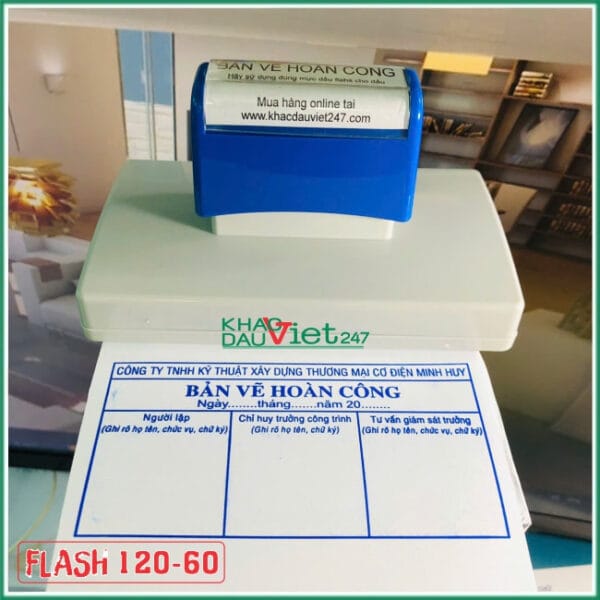 BẢN VẼ HOÀN CÔNG
Hãy sử dụng đúng mực dấu flahs cho dấu
Mua hàng online tai
www.khacdauviet247.com
KHAC
DAU Viet 247
CÔNG TY TNHH KỸ THUẬT XÂY DỰNG THƯƠNG MẠI CƠ ĐIỆN MINH HUY
BẢN VẼ HOÀN CÔNG
Ngày........tháng.......năm 20........
Người lập
(Ghi rõ họ tên, chức vụ, chữ ký)
Chỉ huy trưởng công trình
(Ghi rõ họ tên, chữ ký)
Tư vấn giám sát trưởng
(Ghi rõ họ tên, chức vụ, chữ ký)
FLASH 120-60